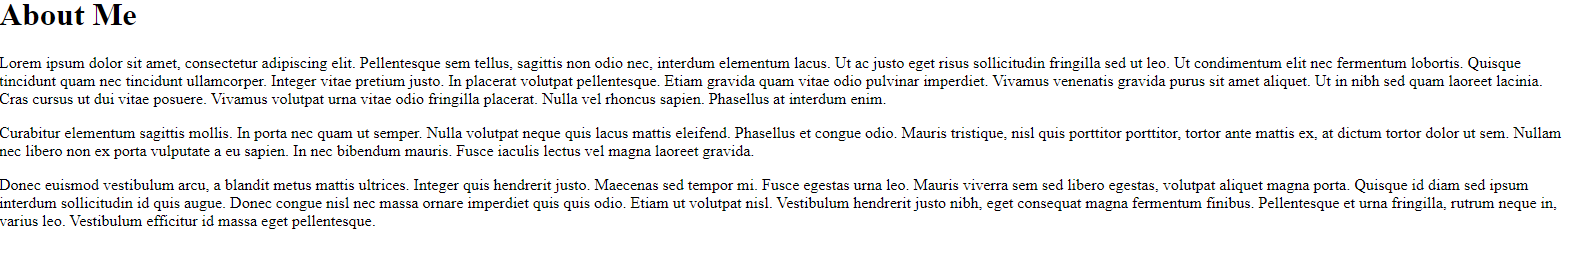 About Me
Lorem ipsum dolor sit amet, consectetur adipiscing elit. Pellentesque sem tellus, sagittis non odio nec, interdum elementum lacus. Ut ac justo eget risus sollicitudin fringilla sed ut leo. Ut condimentum elit nec fermentum lobortis. Quisque
tincidunt quam nec tincidunt ullamcorper. Integer vitae pretium justo. In placerat volutpat pellentesque. Etiam gravida quam vitae odio pulvinar imperdiet. Vivamus venenatis gravida purus sit amet aliquet. Ut in nibh sed quam laoreet lacinia.
Cras cursus ut dui vitae posuere. Vivamus volutpat urna vitae odio fringilla placerat. Nulla vel rhoncus sapien. Phasellus at interdum enim.
Curabitur elementum sagittis mollis. In porta nec quam ut semper. Nulla volutpat neque quis lacus mattis eleifend. Phasellus et congue odio. Mauris tristique, nisl quis porttitor porttitor, tortor ante mattis ex, at dictum tortor dolor ut sem. Nullam
nec libero non ex porta vulputate a eu sapien. In nec bibendum mauris. Fusce iaculis lectus vel magna laoreet gravida.
Donec euismod vestibulum arcu, a blandit metus mattis ultrices. Integer quis hendrerit justo. Maecenas sed tempor mi. Fusce egestas urna leo. Mauris viverra sem sed libero egestas, volutpat aliquet magna porta. Quisque id diam sed ipsum
interdum sollicitudin id quis augue. Donec congue nisl nec massa ornare imperdiet quis quis odio. Etiam ut volutpat nisl. Vestibulum hendrerit justo nibh, eget consequat magna fermentum finibus. Pellentesque et urna fringilla, rutrum neque in,
varius leo. Vestibulum efficitur id massa eget pellentesque.